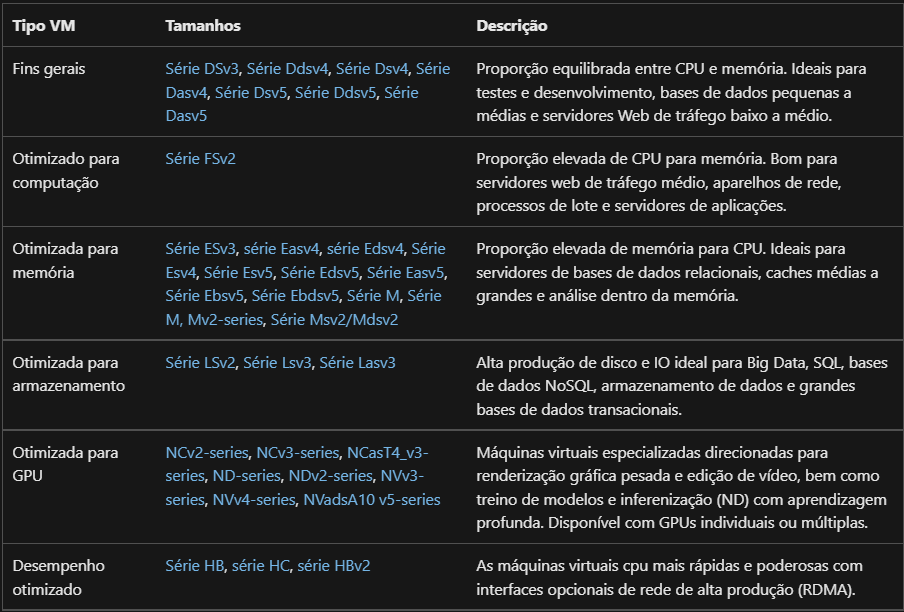 Tipo VM Tamanhos Descrição
Fins gerais
Série DSv3, Série Ddsv4, Série Dsv4, Série
Dasv4, Série Dsv5, Série Ddsv5, Série
Dasv5
Proporção equilibrada entre CPU e memória. Ideais para
testes e desenvolvimento, bases de dados pequenas a
médias e servidores Web de tráfego baixo a médio.
Otimizado para
computação
Série FSv2
Proporção elevada de CPU para memória. Bom para
servidores web de tráfego médio, aparelhos de rede,
processos de lote e servidores de aplicações.
Otimizada para
memória
Série ESv3, série Easv4, série Edsv4, Série
Esv4, Série Esv5, Série Edsv5, Série Easv5,
Série Ebsv5, Série Ebdsv5, Série M, Série
M, Mv2-series, Série Msv2/Mdsv2
Proporção elevada de memória para CPU. Ideais para
servidores de bases de dados relacionais, caches médias a
grandes e análise dentro da memória.
Otimizada para
armazenamento
Série LSv2, Série Lsv3, Série Lasv3
Alta produção de disco e IO ideal para Big Data, SQL, bases
de dados NoSQL, armazenamento de dados e grandes
bases de dados transacionais.
Otimizada para
GPU
NCv2-series, NCv3-series, NCasT4_v3-
series, ND-series, NDv2-series, NVv3-
series, NVv4-series, NVadsA10 v5-series
Máquinas virtuais especializadas direcionadas para
renderização gráfica pesada e edição de vídeo, bem como
treino de modelos e inferenização (ND) com aprendizagem
profunda. Disponível com GPUs individuais ou múltiplas.
Desempenho
otimizado
Série HB, série HC, série HBv2
As máquinas virtuais cpu mais rápidas e poderosas com
interfaces opcionais de rede de alta produção (RDMA).